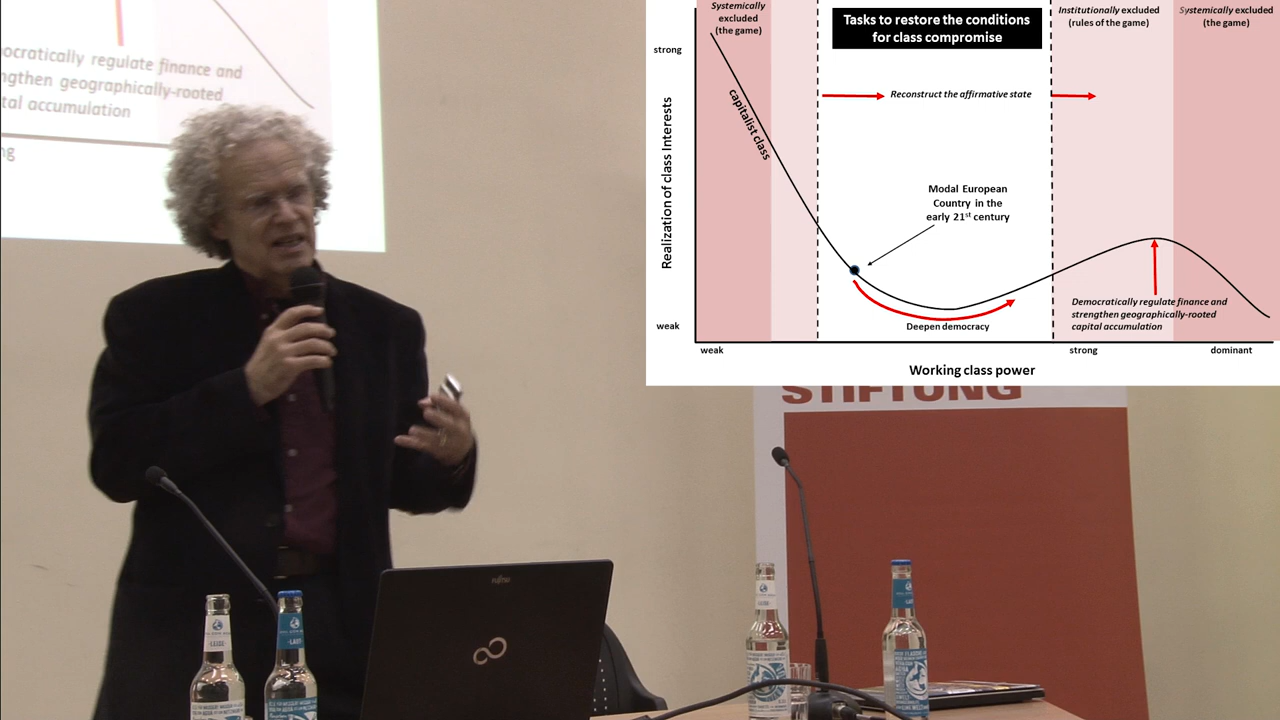 ocratically regulate finance and
ngthen geographically-rooted
tal accumulation
ng
Systemically
excluded
(the game)
Tasks to restore the conditions
for class compromise
Institutionally excluded
(rules of the game)
Systemically excluded
(the game)
strong
Reconstruct the affirmative state
capitalist class
Realization of class Interests
Modal European
Country in the
early 21st century
Democratically regulate finance and
strengthen geographically-rooted
capital accumulation
weak
Deepen democracy
weak
strong
dominant
Working class power
STIFTUNG
FUJITSU